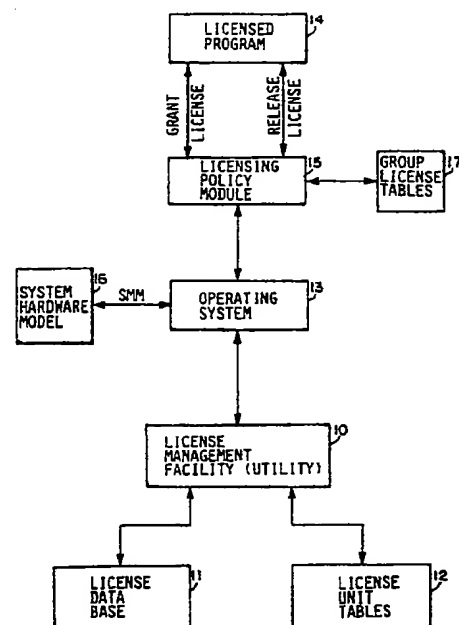 14
LICENSED
PROGRAM
GRANT
LICENSE
RELEASE
LICENSE
15
LICENSING
POLICY
MODULE
17
GROUP
LICENSE
TABLES
16
SYSTEM
HARDWARE
MODEL
SMM
13
OPERATING
SYSTEM
10
LICENSE
MANAGEMENT
FACILITY (UTILITY)
11
LICENSE
DATA
BASE
12
LICENSE
UNIT
TABLES